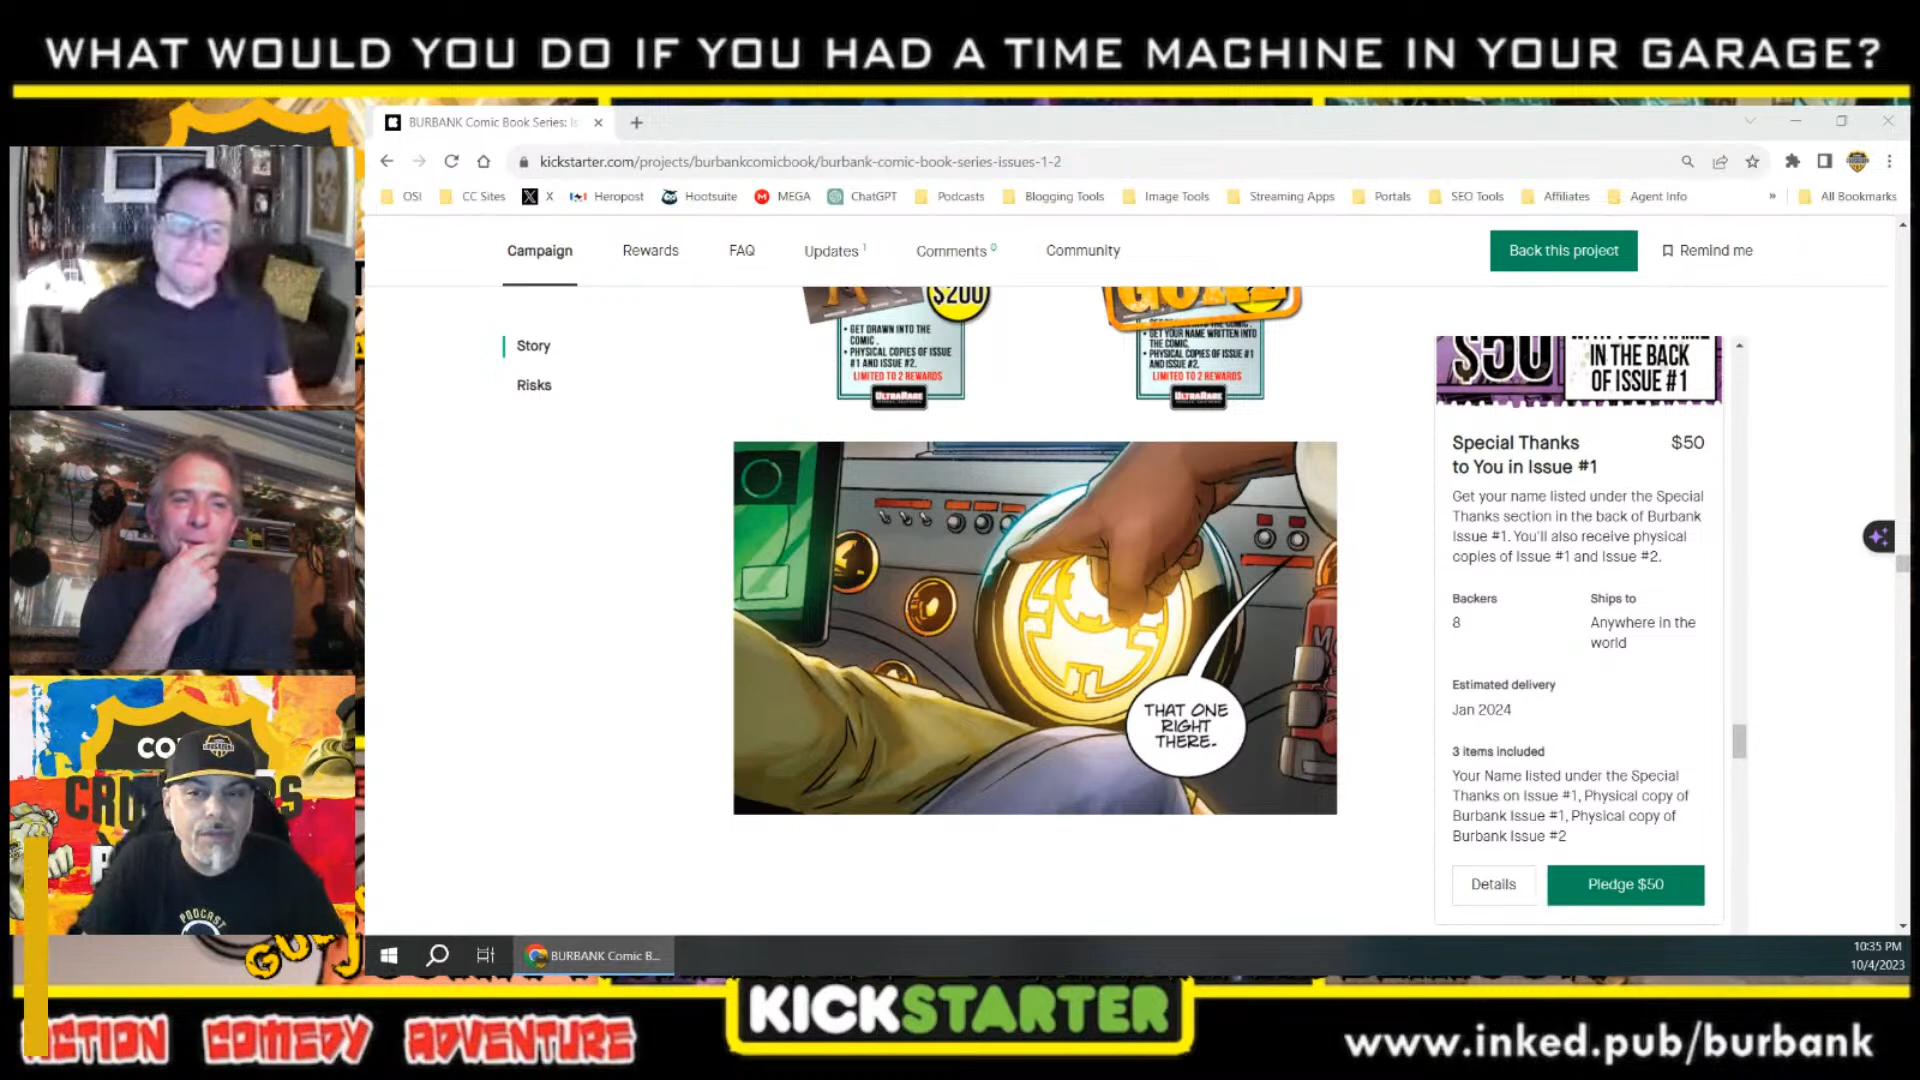 WHAT WOULD YOU DO IF YOU HAD A TIME MACHINE IN YOUR GARAGE?
BURBANK Comic Book Series: Is
kickstarter.com/projects/burbankcomicbook/burbank-comic-book-series-issues-1-2
OSI CC Sites X Heropost Hootsuite MEGA ChatGPT Podcasts Blogging Tools Image Tools Streaming Apps Portals SEO Tools Affiliates Agent Info » All Bookmarks
Campaign Rewards FAQ Updates 1 Comments 0 Community Back this project Remind me
Story
Risks
$200
• GET DRAWN INTO THE
COMIC .
• PHYSICAL COPIES OF ISSUE
#1 AND ISSUE #2.
LIMITED TO 2 REWARDS
ULTRARARE
GONE
• GET YOUR NAME WRITTEN INTO
THE COMIC.
• PHYSICAL COPIES OF ISSUE #1
AND ISSUE #2.
LIMITED TO 2 REWARDS
ULTRARARE
THAT ONE
RIGHT
THERE.
$50
IN THE BACK
OF ISSUE #1
Special Thanks $50
to You in Issue #1
Get your name listed under the Special
Thanks section in the back of Burbank
Issue #1. You'll also receive physical
copies of Issue #1 and Issue #2.
Backers Ships to
8 Anywhere in the
world
Estimated delivery
Jan 2024
3 items included
Your Name listed under the Special
Thanks on Issue #1, Physical copy of
Burbank Issue #1, Physical copy of
Burbank Issue #2
Details Pledge $50
PODCAST
BURBANK Comic B...
10:35 PM
10/4/2023
ACTION COMEDY ADVENTURE
KICKSTARTER
www.inked.pub/burbank